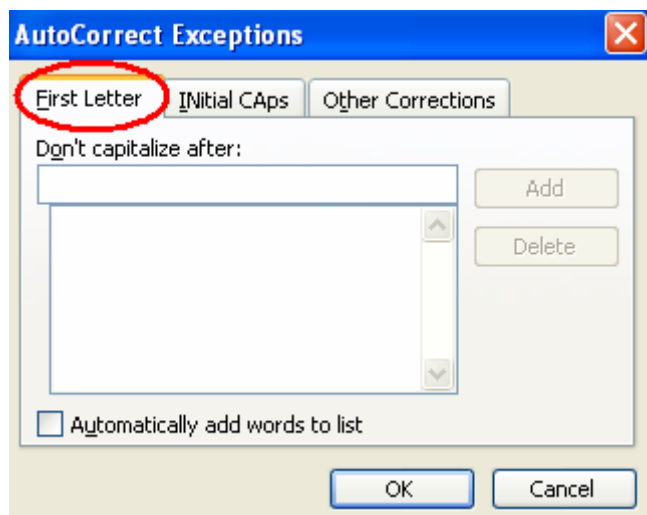 AutoCorrect Exceptions
First Letter INitial CAps Other Corrections
Don't capitalize after:
Add
Delete
Automatically add words to list
OK Cancel